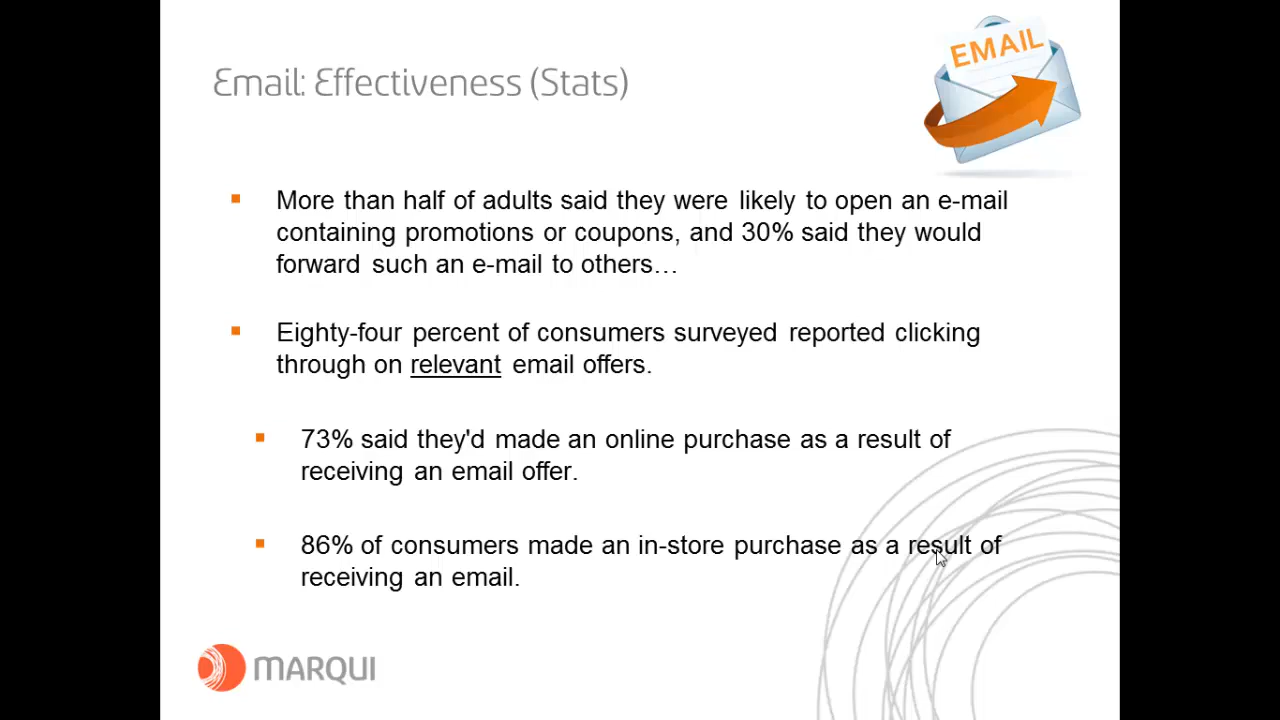 EMAIL
Email: Effectiveness (Stats)
More than half of adults said they were likely to open an e-mail
containing promotions or coupons, and 30% said they would
forward such an e-mail to others…
Eighty-four percent of consumers surveyed reported clicking
through on relevant email offers.
73% said they'd made an online purchase as a result of
receiving an email offer.
86% of consumers made an in-store purchase as a result of
receiving an email.
MARQUI